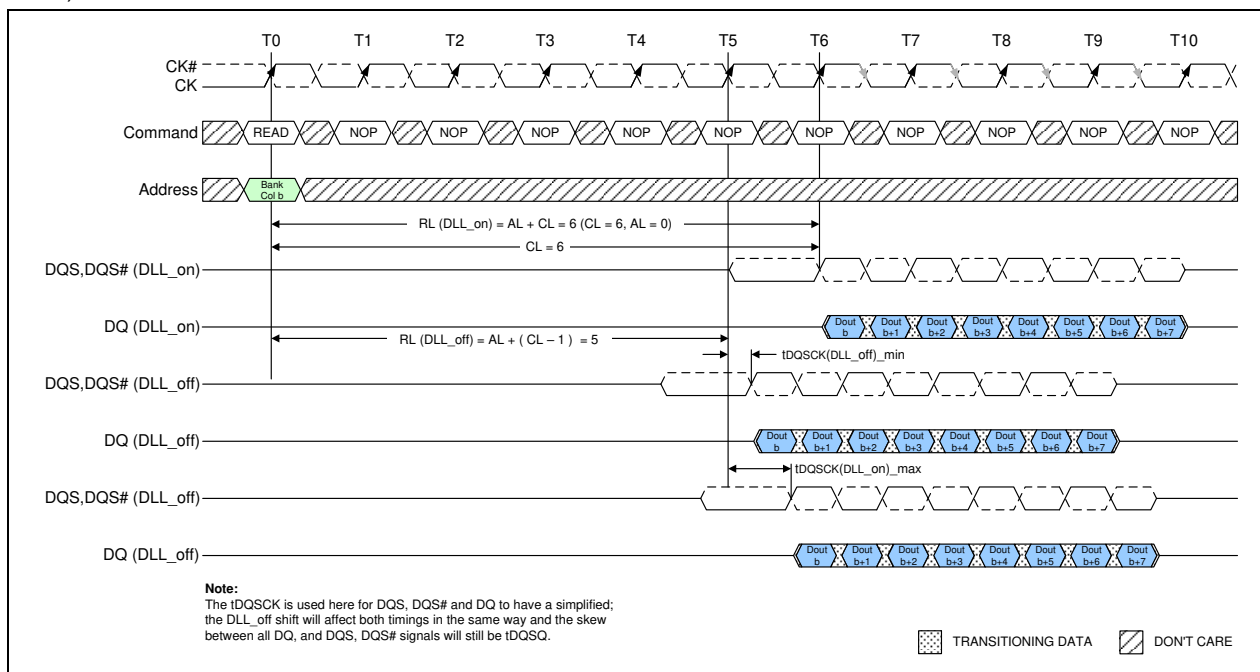 T0 T1 T2 T3 T4 T5 T6 T7 T8 T9 T10
CK#
CK
Command READ NOP NOP NOP NOP NOP NOP NOP NOP NOP NOP
Address Bank Col b
RL (DLL_on) = AL + CL = 6 (CL = 6, AL = 0)
CL = 6
DQS,DQS# (DLL_on)
DQ (DLL_on) Dout b Dout b+1 Dout b+2 Dout b+3 Dout b+4 Dout b+5 Dout b+6 Dout b+7
RL (DLL_off) = AL + ( CL – 1 ) = 5
tDQSCK(DLL_off)_min
DQS,DQS# (DLL_off)
DQ (DLL_off) Dout b Dout b+1 Dout b+2 Dout b+3 Dout b+4 Dout b+5 Dout b+6 Dout b+7
tDQSCK(DLL_on)_max
DQS,DQS# (DLL_off)
DQ (DLL_off) Dout b Dout b+1 Dout b+2 Dout b+3 Dout b+4 Dout b+5 Dout b+6 Dout b+7
Note:
The tDQSCK is used here for DQS, DQS# and DQ to have a simplified;
the DLL_off shift will affect both timings in the same way and the skew
between all DQ, and DQS, DQS# signals will still be tDQSQ.
TRANSITIONING DATA DON'T CARE